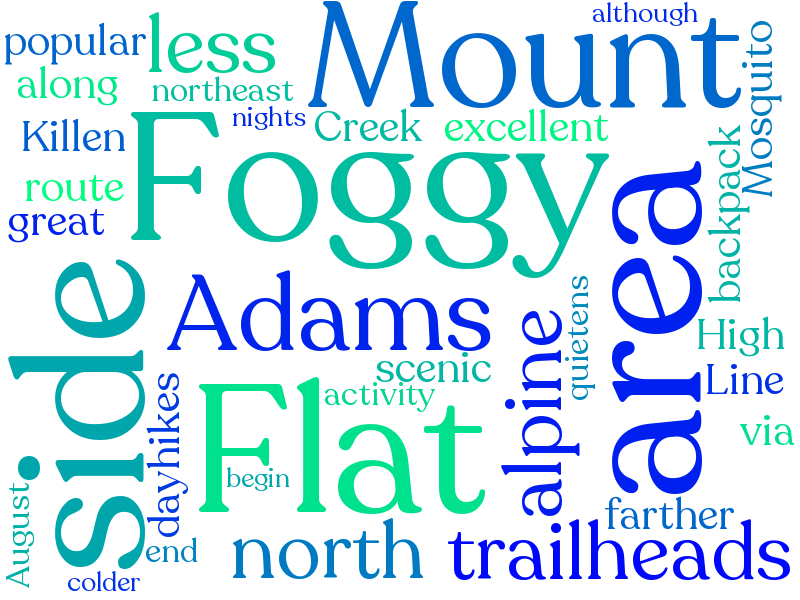 although
popular
less
Mount
Mosquito
along
northeast
nights
Killen
Foggy
Creek
excellent
backpack
route
great
area
side
Adams
quietens
alpine
High
scenic
Line
dayhikes
Flat
activity
via
begin
August
farther
end
north
trailheads
colder